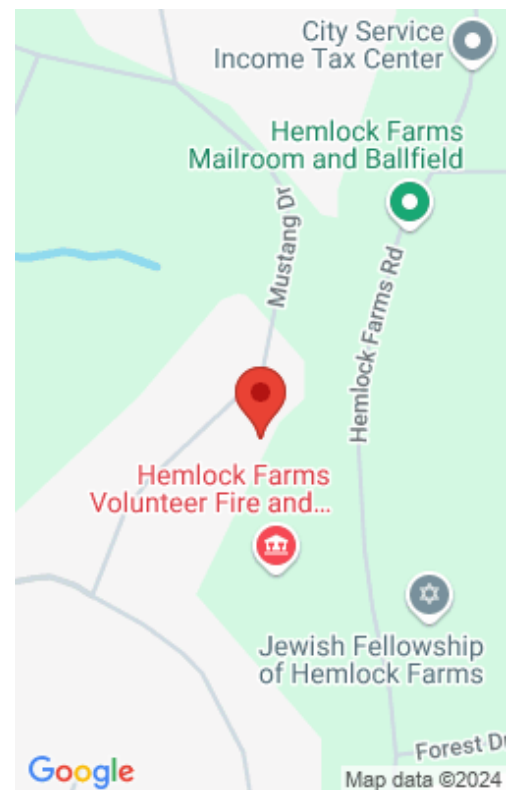 City Service
Income Tax Center
Hemlock Farms
Mailroom and Ballfield
Mustang Dr
Hemlock Farms Rd
Hemlock Farms
Volunteer Fire and...
Jewish Fellowship
of Hemlock Farms
Forest Dr
Google
Map data ©2024